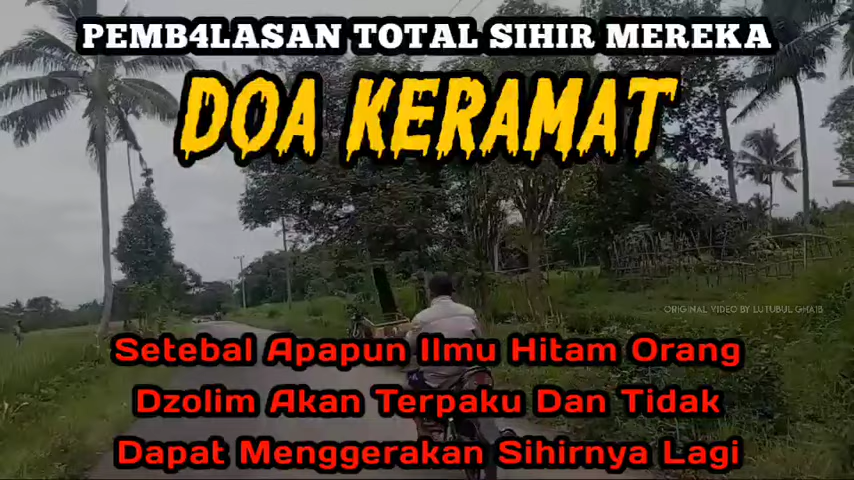 PEMB4LASAN TOTAL SIHIR MEREKA
DOA KERAMAT
ORIGINAL VIDEO BY LUTUBUL GHAIB
Setebal Apapun Ilmu Hitam Orang
Dzolim Akan Terpaku Dan Tidak
Dapat Menggerakan Sihirnya Lagi